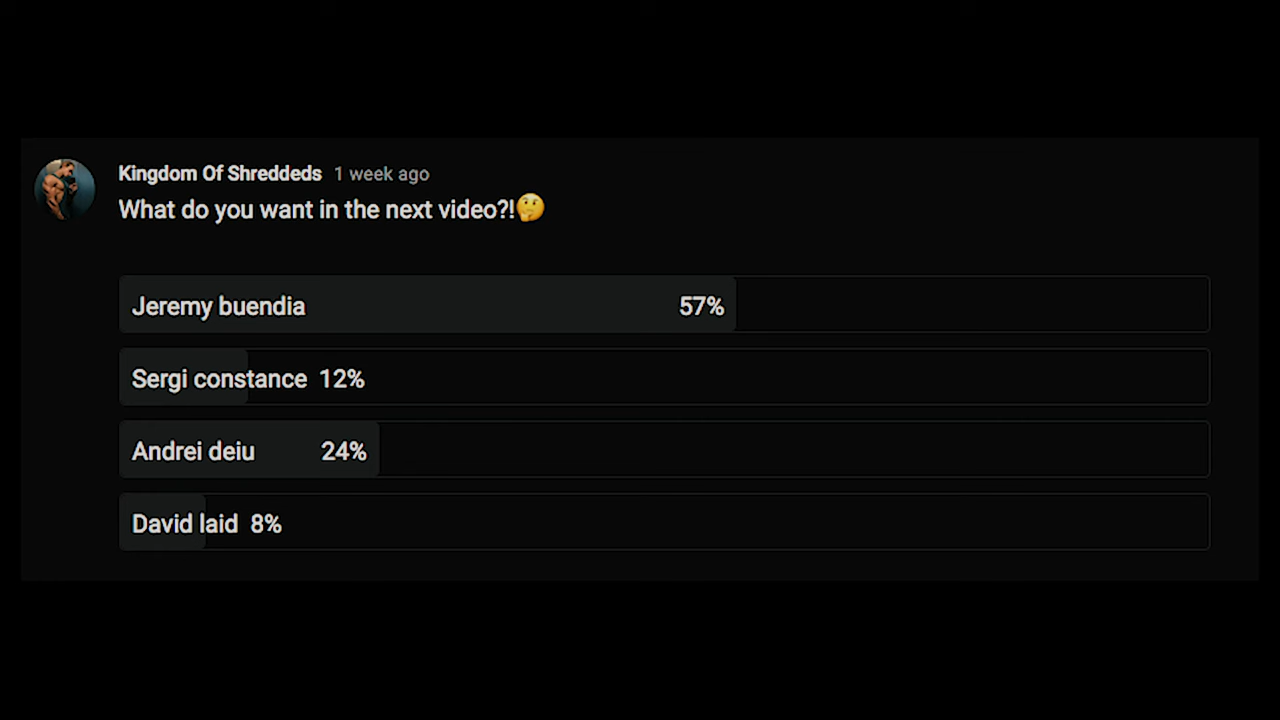 Kingdom Of Shreddeds 1 week ago
What do you want in the next video?!🤔
Jeremy buendia 57%
Sergi constance 12%
Andrei deiu 24%
David laid 8%